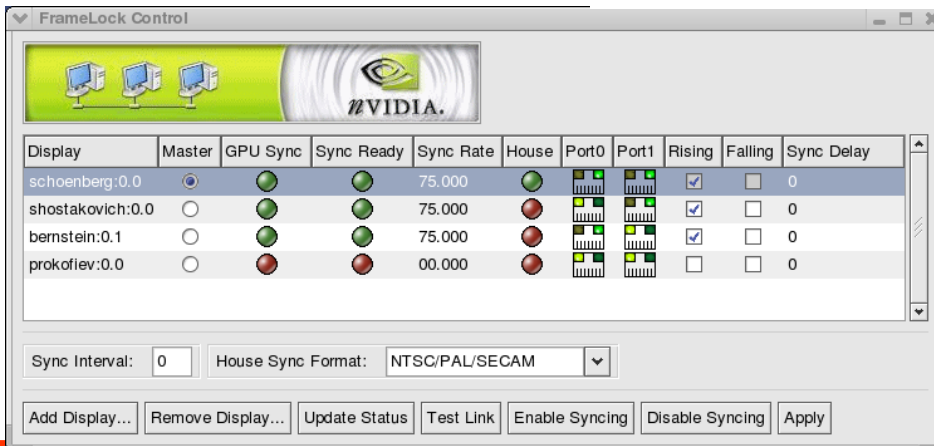 FrameLock Control
nVIDIA.
Display Master GPU Sync Sync Ready Sync Rate House Port0 Port1 Rising Falling Sync Delay
schoenberg:0.0 75.000 0
shostakovich:0.0 75.000 0
bernstein:0.1 75.000 0
prokofiev:0.0 00.000 0
Sync Interval: 0 House Sync Format: NTSC/PAL/SECAM
Add Display... Remove Display... Update Status Test Link Enable Syncing Disable Syncing Apply